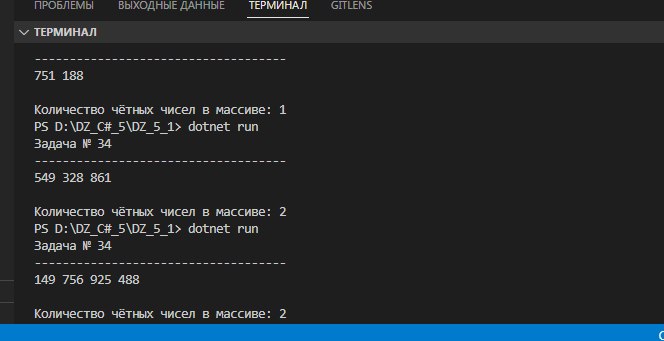 ПРОБЛЕМЫ ВЫХОДНЫЕ ДАННЫЕ ТЕРМИНАЛ GITLENS
ТЕРМИНАЛ
------------------------------------
751 188
Количество чётных чисел в массиве: 1
PS D:\DZ_C#_5\DZ_5_1> dotnet run
Задача № 34
------------------------------------
549 328 861
Количество чётных чисел в массиве: 2
PS D:\DZ_C#_5\DZ_5_1> dotnet run
Задача № 34
------------------------------------
149 756 925 488
Количество чётных чисел в массиве: 2